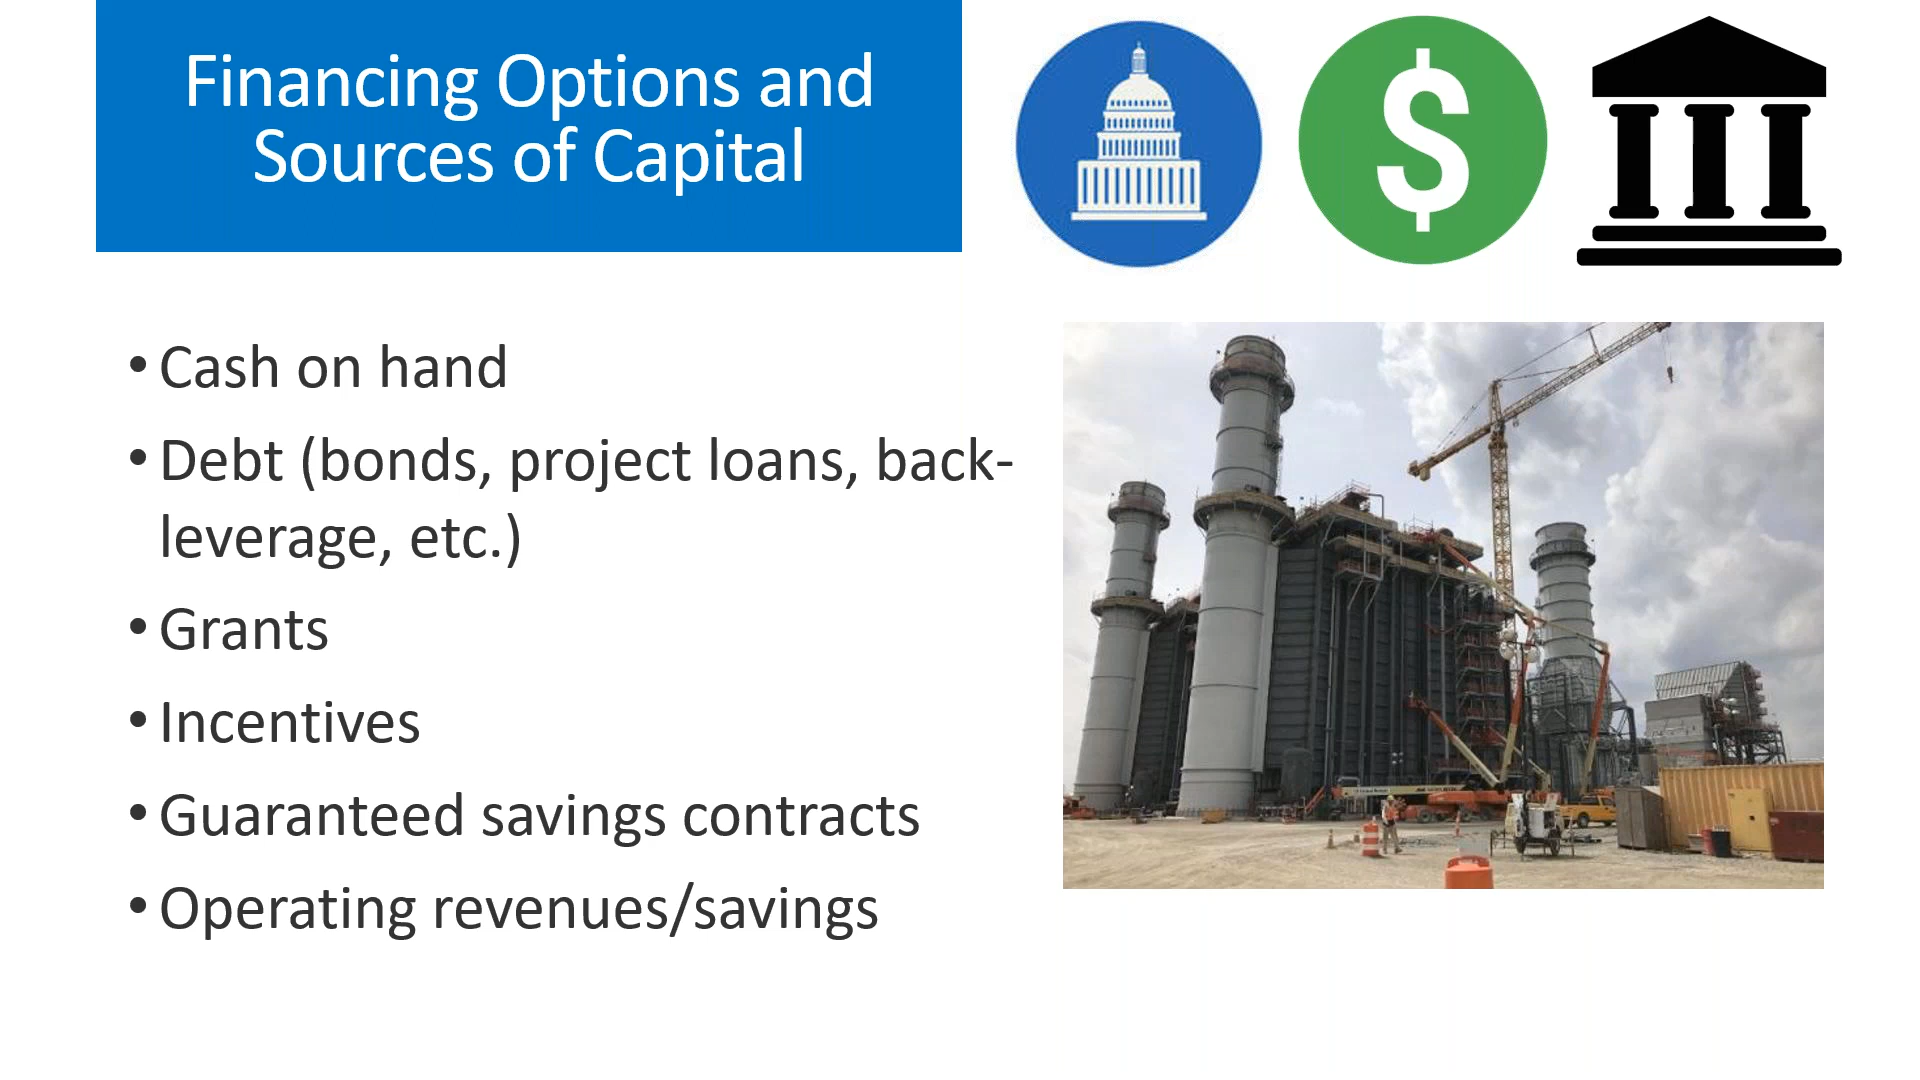 Financing Options and
Sources of Capital
• Cash on hand
• Debt (bonds, project loans, back-
leverage, etc.)
• Grants
• Incentives
• Guaranteed savings contracts
• Operating revenues/savings